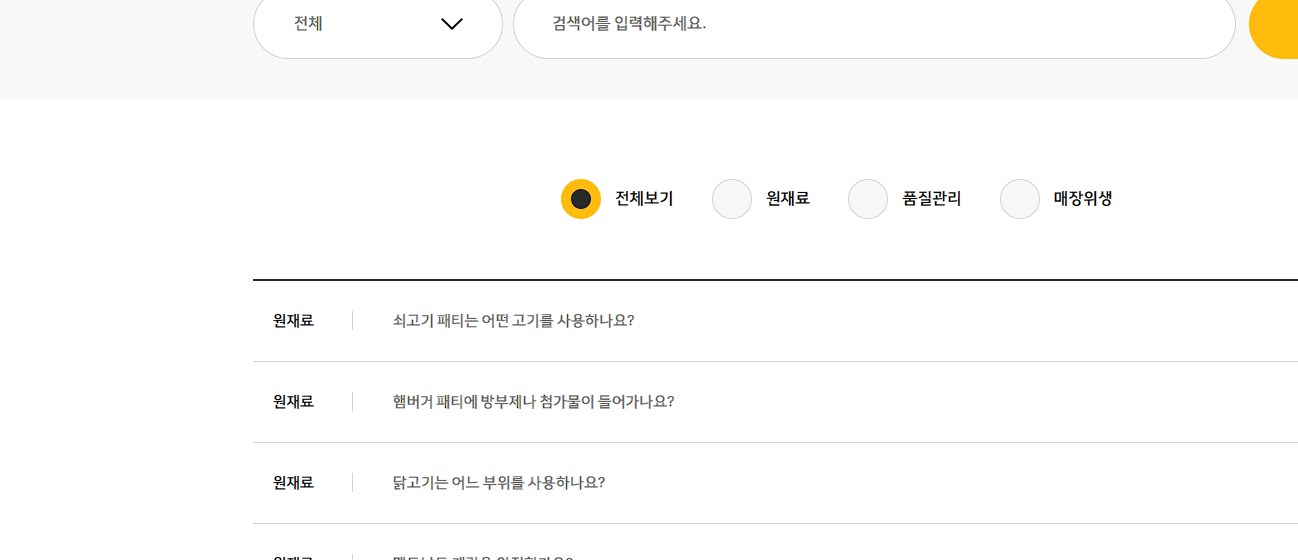 전체
검색어를 입력해주세요.
전체보기 원재료 품질관리 매장위생
원재료 쇠고기 패티는 어떤 고기를 사용하나요?
원재료 햄버거 패티에 방부제나 첨가물이 들어가나요?
원재료 닭고기는 어느 부위를 사용하나요?